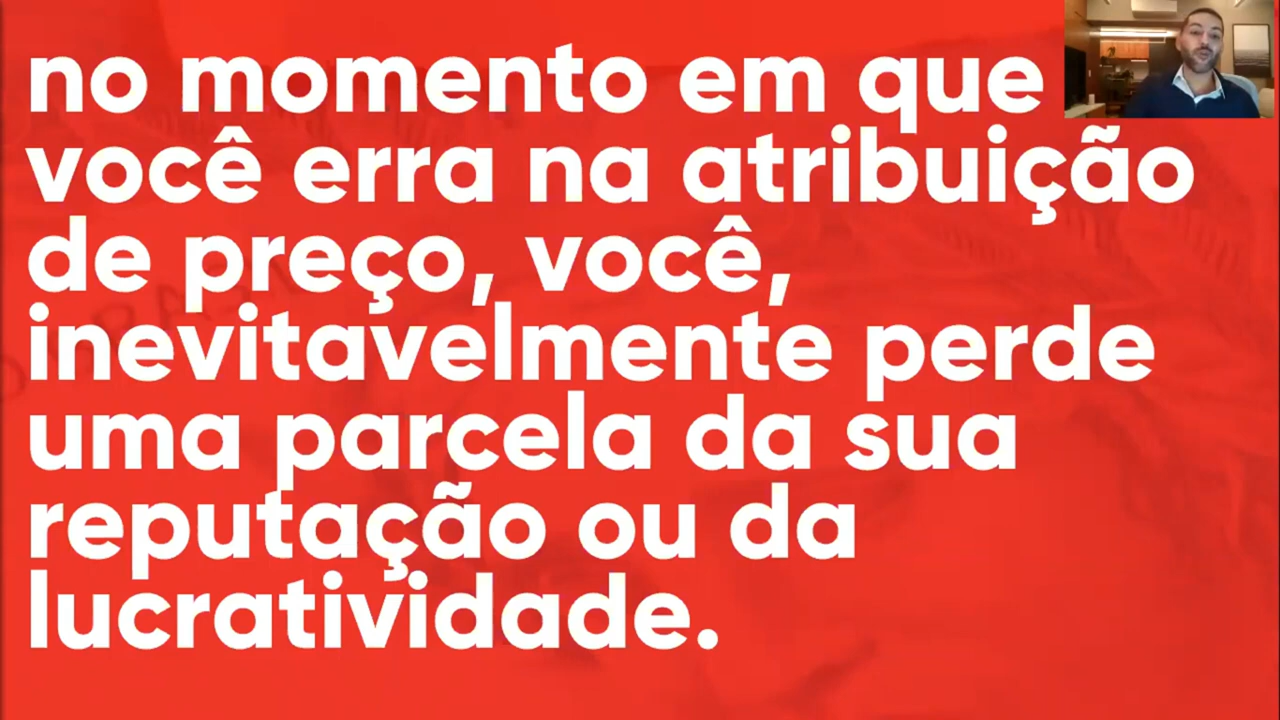 no momento em que
você erra na atribuição
de preço, você,
inevitavelmente perde
uma parcela da sua
reputação ou da
lucratividade.